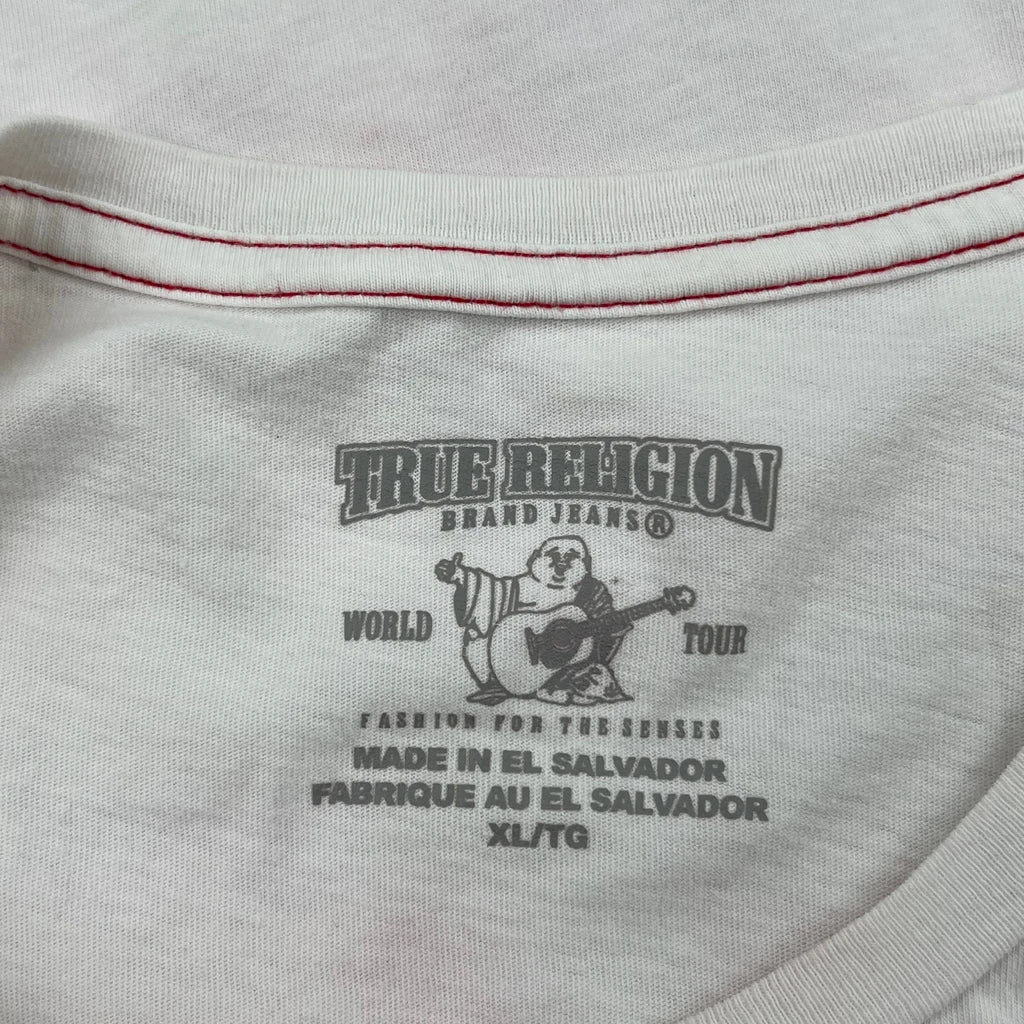 TRUE RELIGION
BRAND JEANS®
WORLD TOUR
FASHION FOR THE SENSES
MADE IN EL SALVADOR
FABRIQUE AU EL SALVADOR
XL/TG